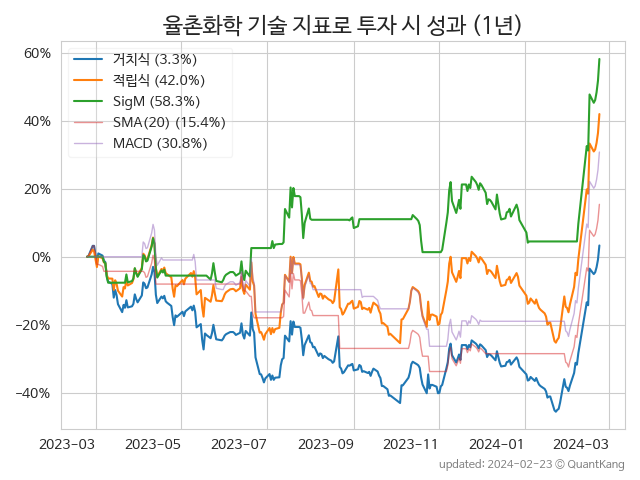 율촌화학 기술 지표로 투자 시 성과 (1년)
거치식 (3.3%)
적립식 (42.0%)
SigM (58.3%)
SMA(20) (15.4%)
MACD (30.8%)
60%
40%
20%
0%
−20%
−40%
2023-03 2023-05 2023-07 2023-09 2023-11 2024-01 2024-03
updated: 2024-02-23 ⓒ QuantKang